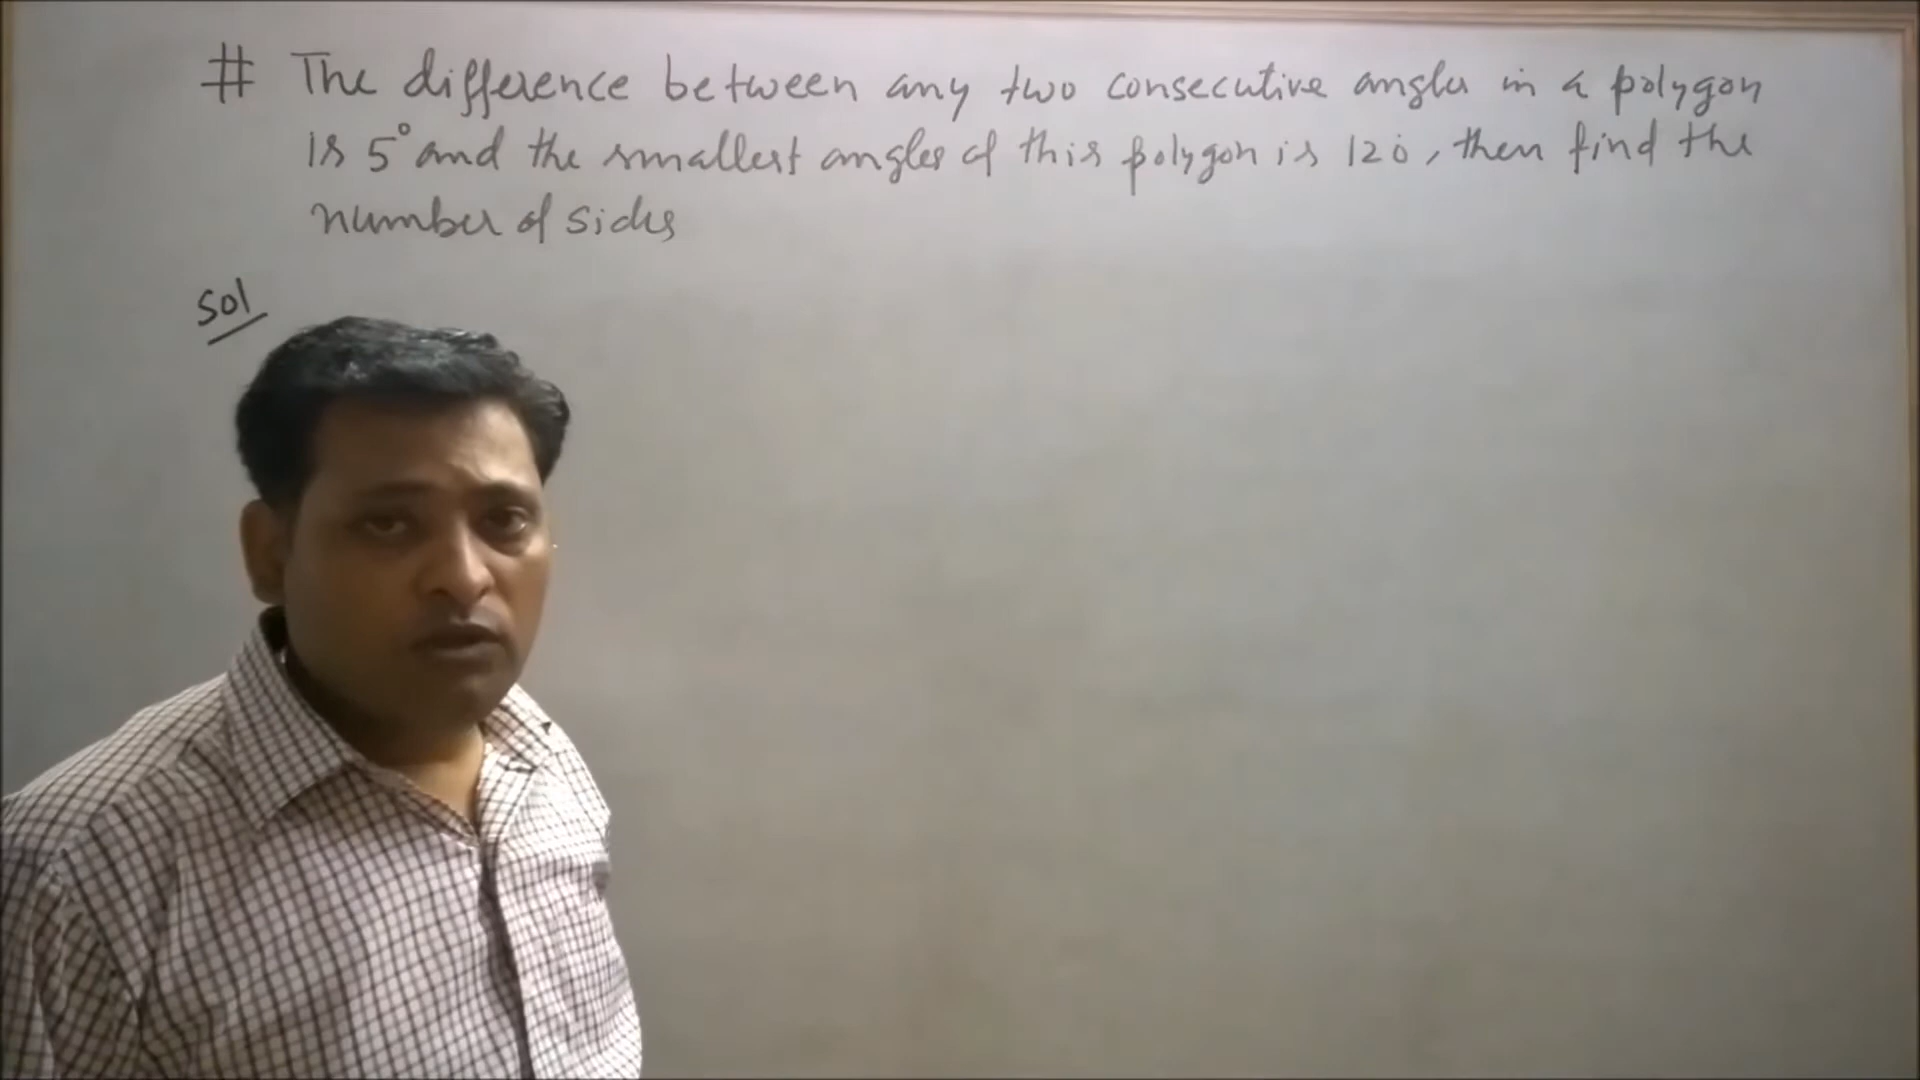 # The difference between any two consecutive angles in a polygon
is 5° and the smallest angles of this polygon is 120, then find the
number of sides
Sol